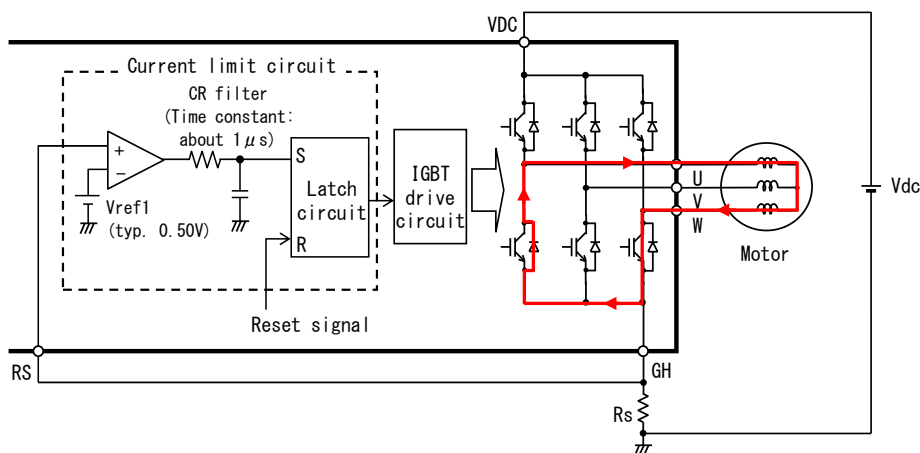 VDC
Current limit circuit
CR filter
(Time constant:
about 1μs)
+
−
S
Latch
circuit
R
IGBT
drive
circuit
Vref1
(typ. 0.50V)
Reset signal
U
V
W
Motor
Vdc
RS
GH
Rs